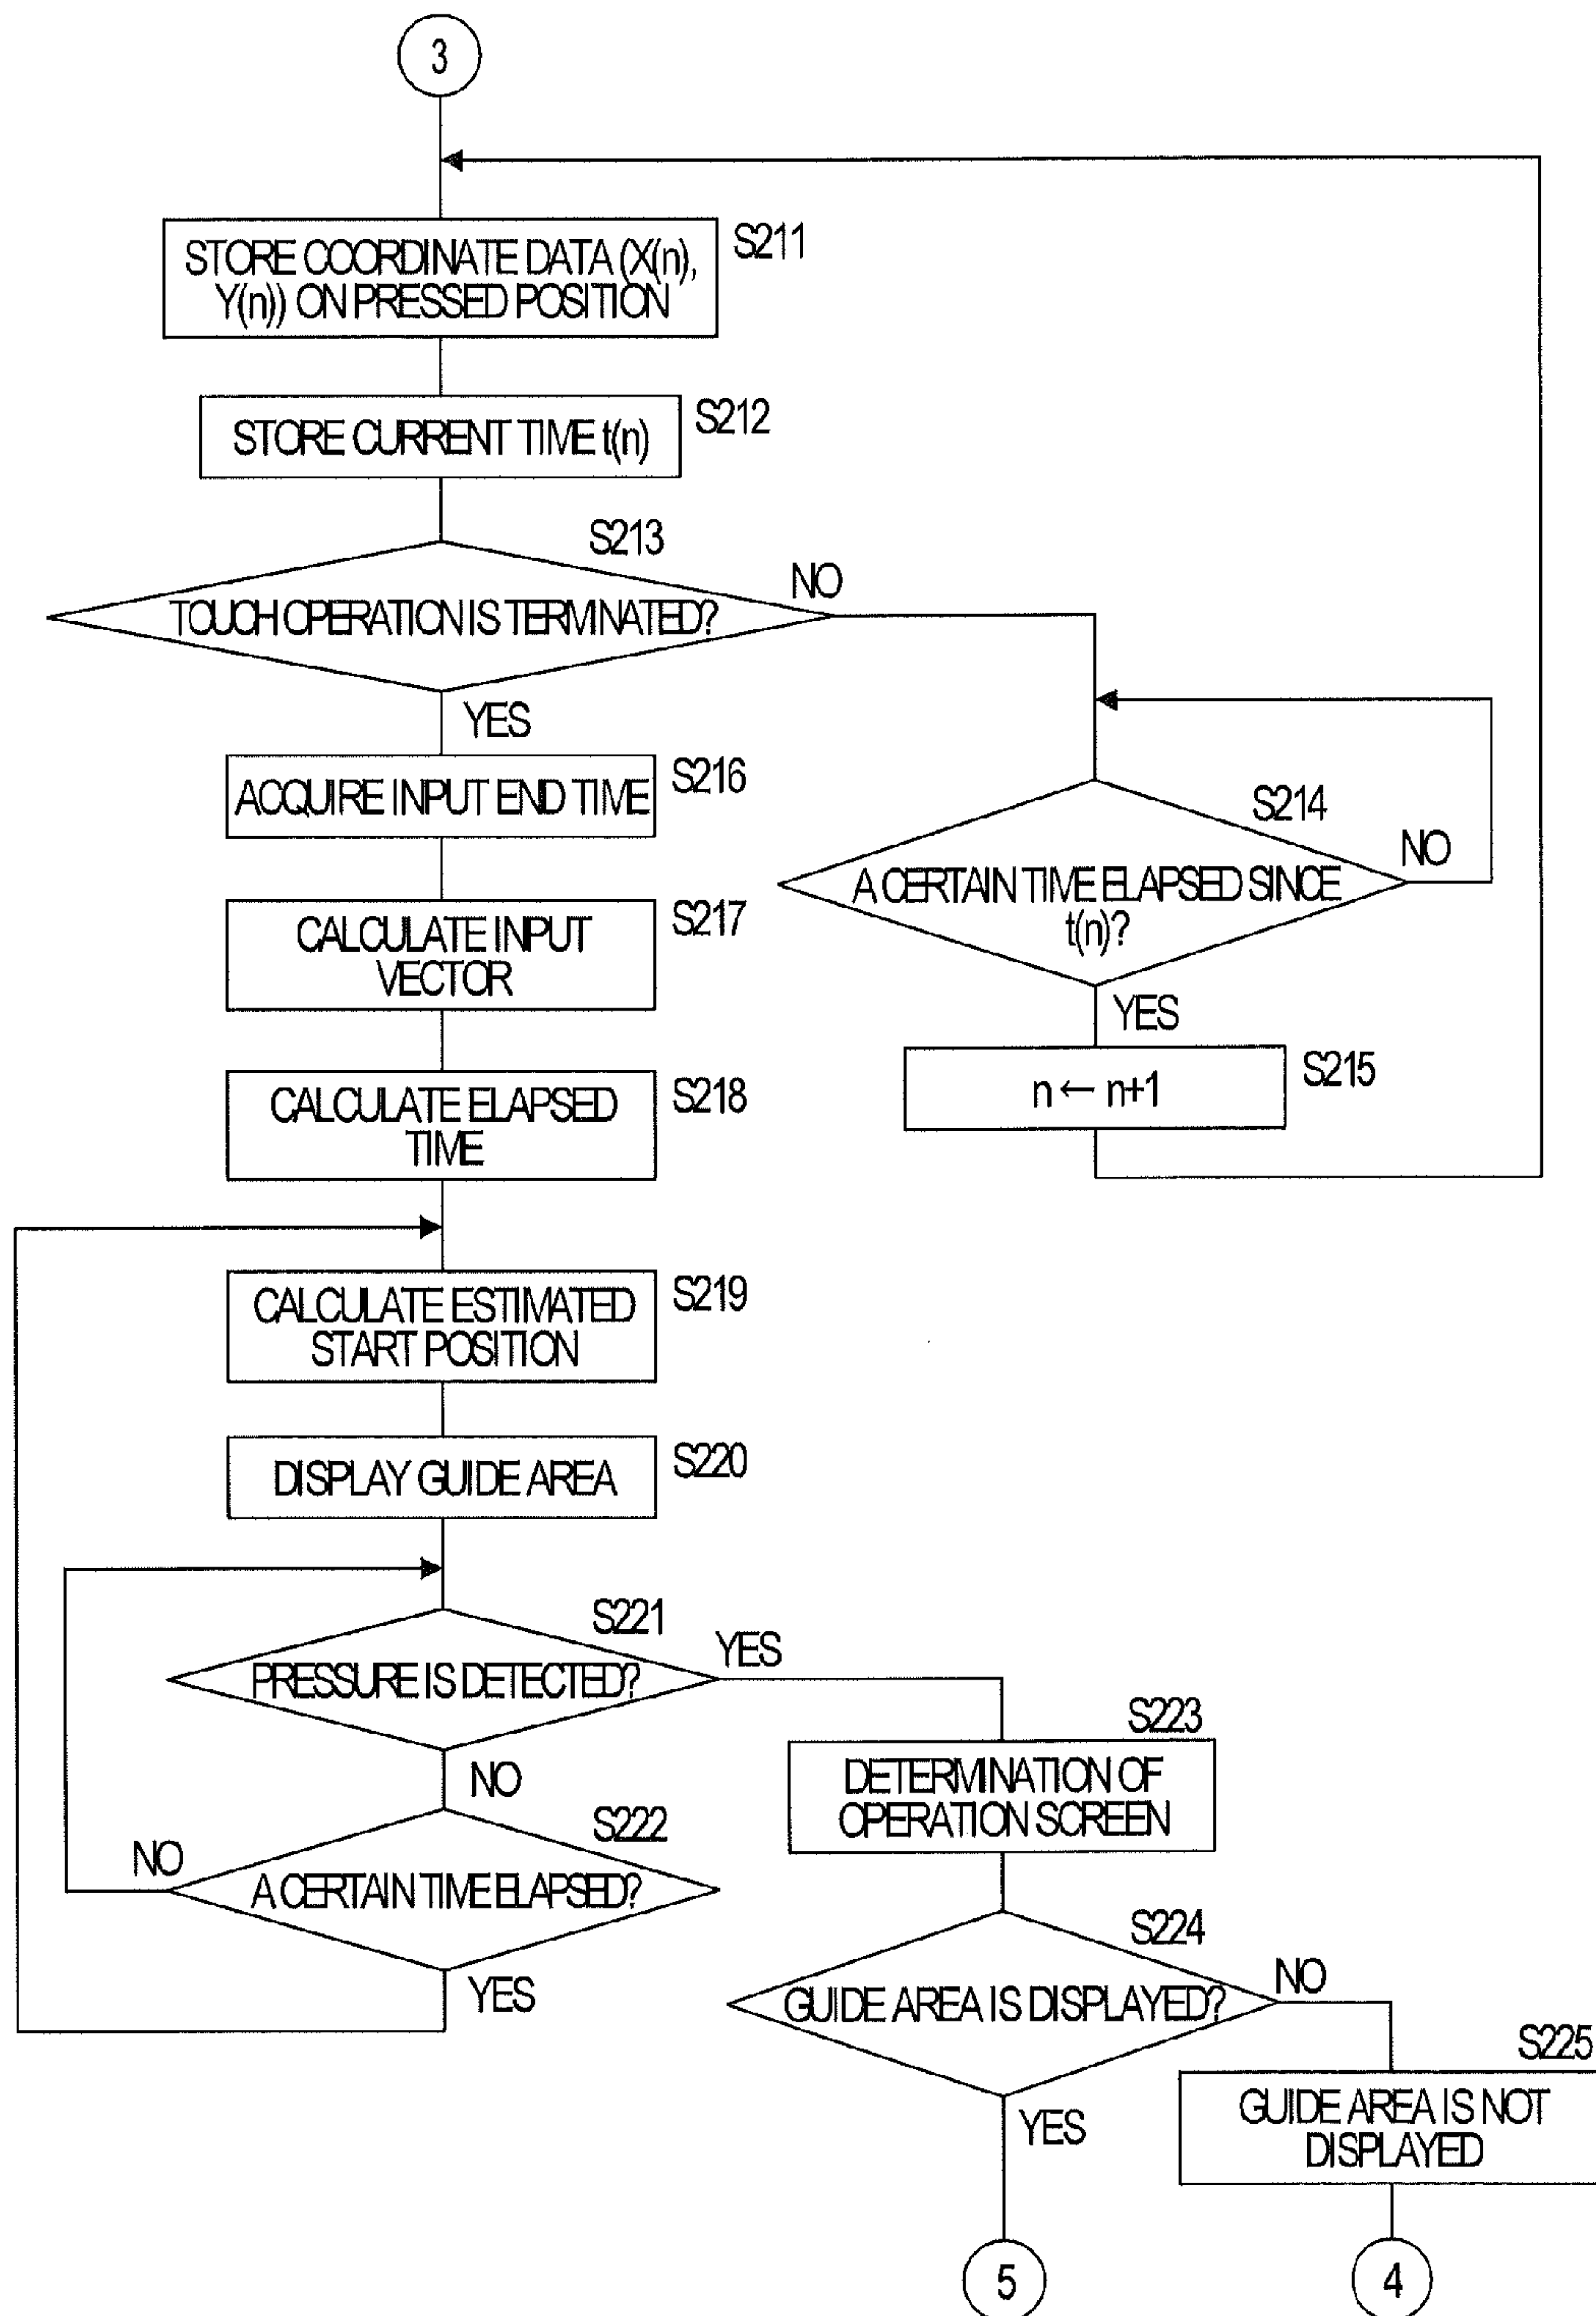 3
STORE COORDINATE DATA (X(n),
Y(n)) ON PRESSED POSITION
S211
STORE CURRENT TIME t(n)
S212
S213
TOUCH OPERATION IS TERMINATED?
NO
YES
ACQUIRE INPUT END TIME
S216
S214
A CERTAIN TIME ELAPSED SINCE
t(n)?
NO
YES
CALCULATE INPUT
VECTOR
S217
n ← n+1
S215
CALCULATE ELAPSED
TIME
S218
CALCULATE ESTIMATED
START POSITION
S219
DISPLAY GUIDE AREA
S220
S221
PRESSURE IS DETECTED?
YES
NO
S222
A CERTAIN TIME ELAPSED?
NO
YES
S223
DETERMINATION OF
OPERATION SCREEN
S224
GUIDE AREA IS DISPLAYED?
NO
YES
S225
GUIDE AREA IS NOT
DISPLAYED
5
4